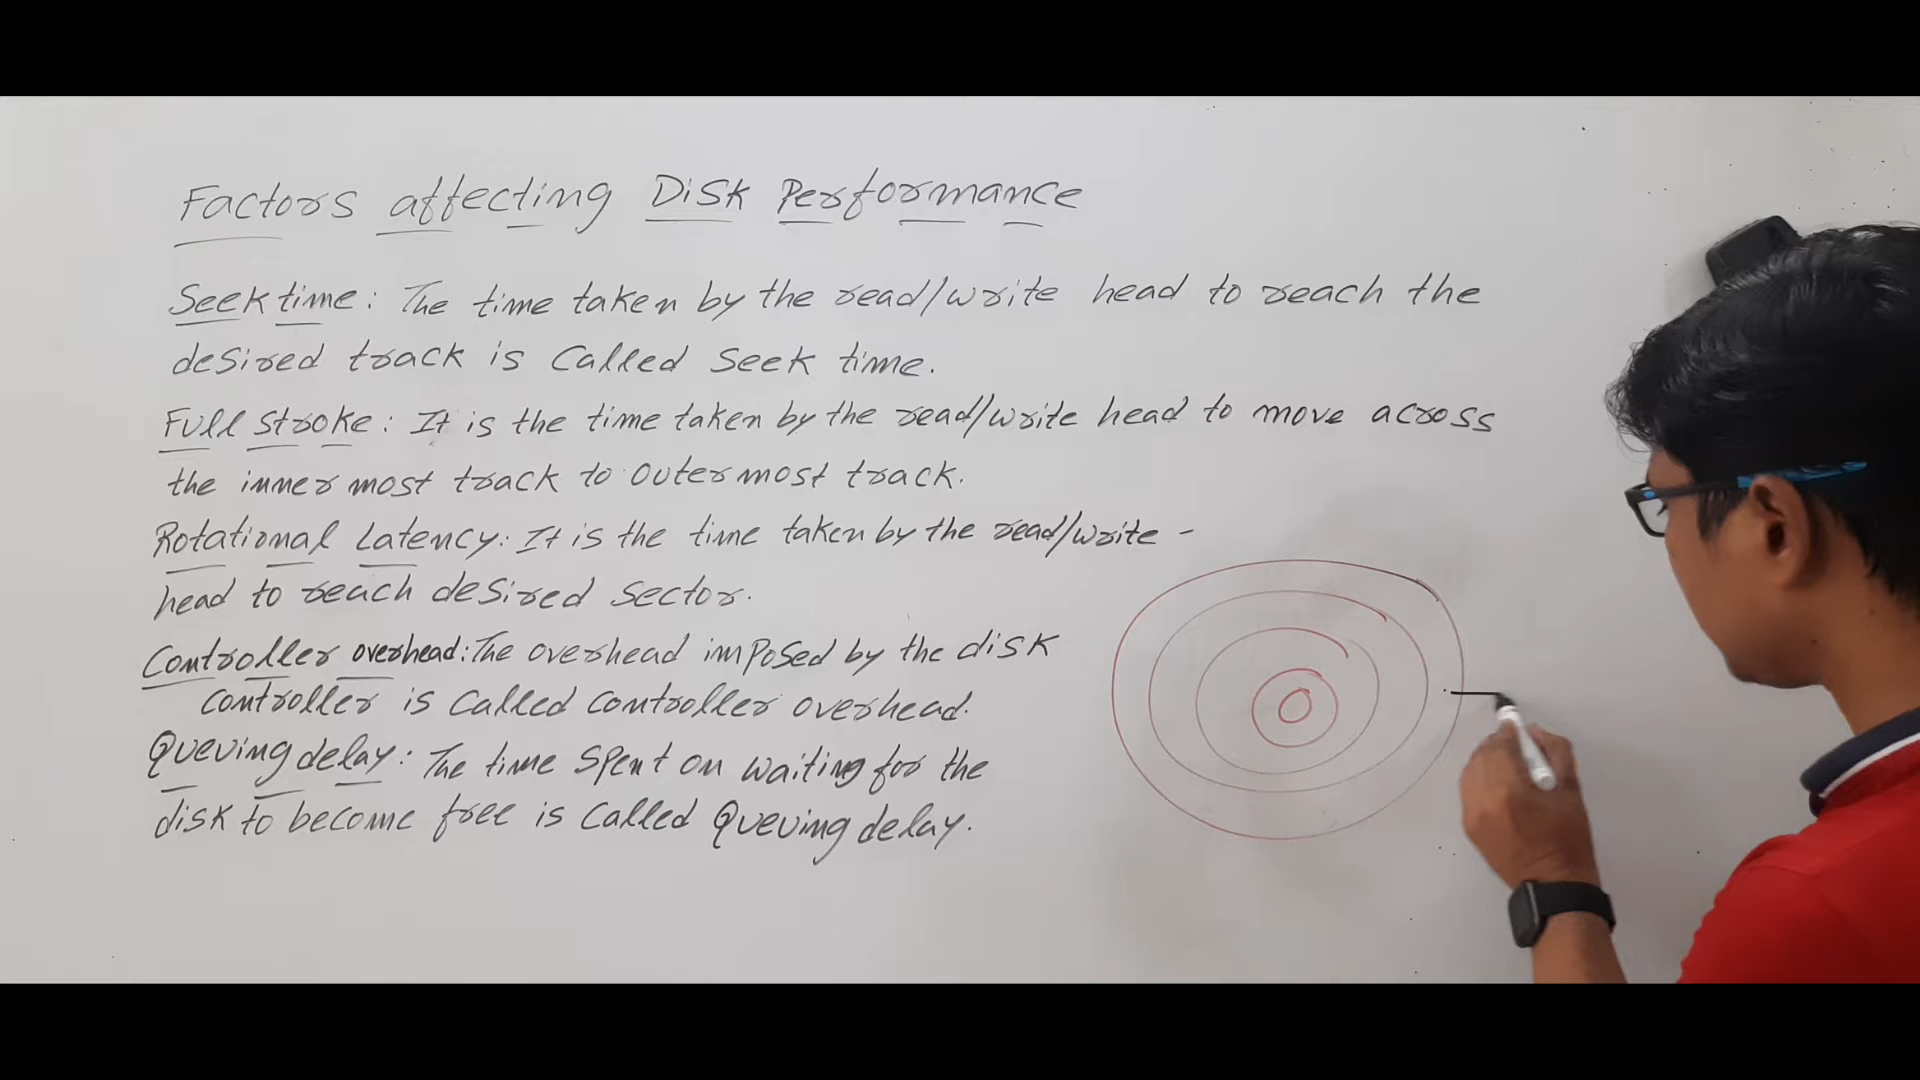 Factors affecting Disk Performance
Seek time: The time taken by the read/write head to reach the
desired track is called seek time.
Full stroke: It is the time taken by the read/write head to move across
the inner most track to outer most track.
Rotational Latency: It is the time taken by the read/write -
head to reach desired sector.
Controller overhead: The overhead imposed by the disk
controller is called controller overhead.
Queuing delay: The time spent on waiting for the
disk to become free is called Queuing delay.